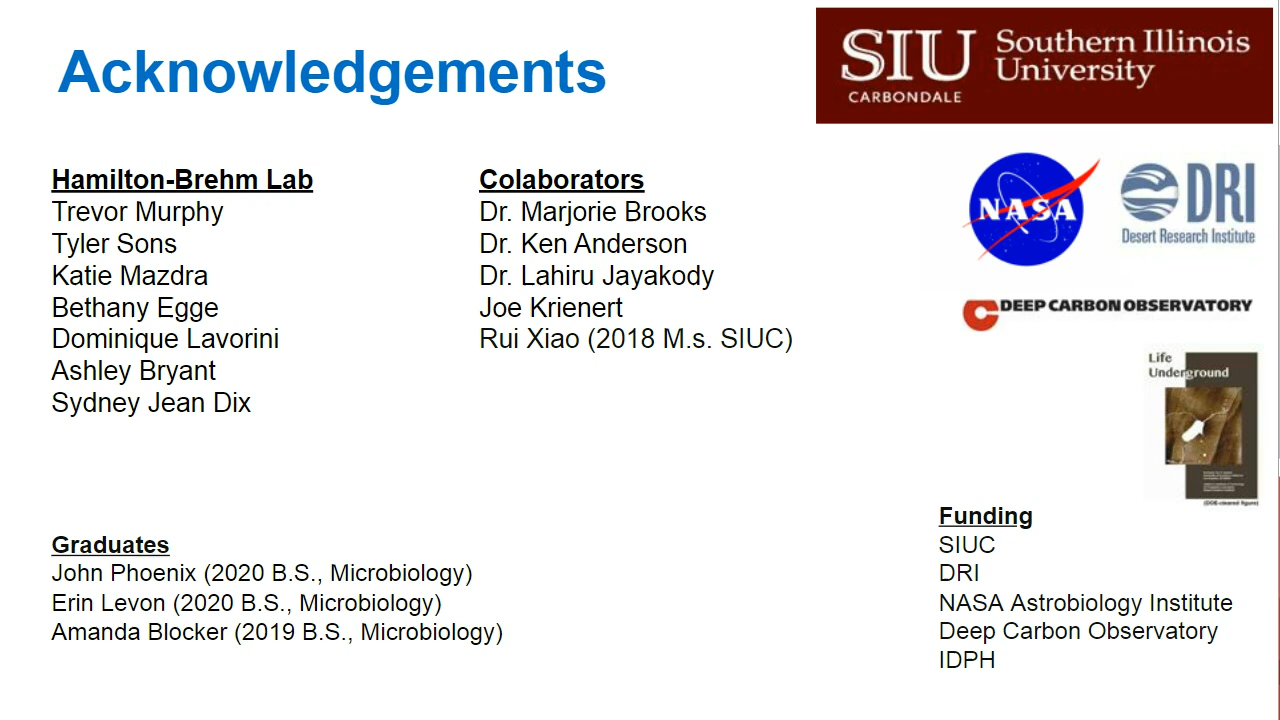 Acknowledgements
SIU Southern Illinois
University
CARBONDALE
Hamilton-Brehm Lab
Trevor Murphy
Tyler Sons
Katie Mazdra
Bethany Egge
Dominique Lavorini
Ashley Bryant
Sydney Jean Dix
Colaborators
Dr. Marjorie Brooks
Dr. Ken Anderson
Dr. Lahiru Jayakody
Joe Krienert
Rui Xiao (2018 M.s. SIUC)
NASA
DRI
Desert Research Institute
DEEP CARBON OBSERVATORY
Life
Underground
(DOE-cleared figure)
Graduates
John Phoenix (2020 B.S., Microbiology)
Erin Levon (2020 B.S., Microbiology)
Amanda Blocker (2019 B.S., Microbiology)
Funding
SIUC
DRI
NASA Astrobiology Institute
Deep Carbon Observatory
IDPH